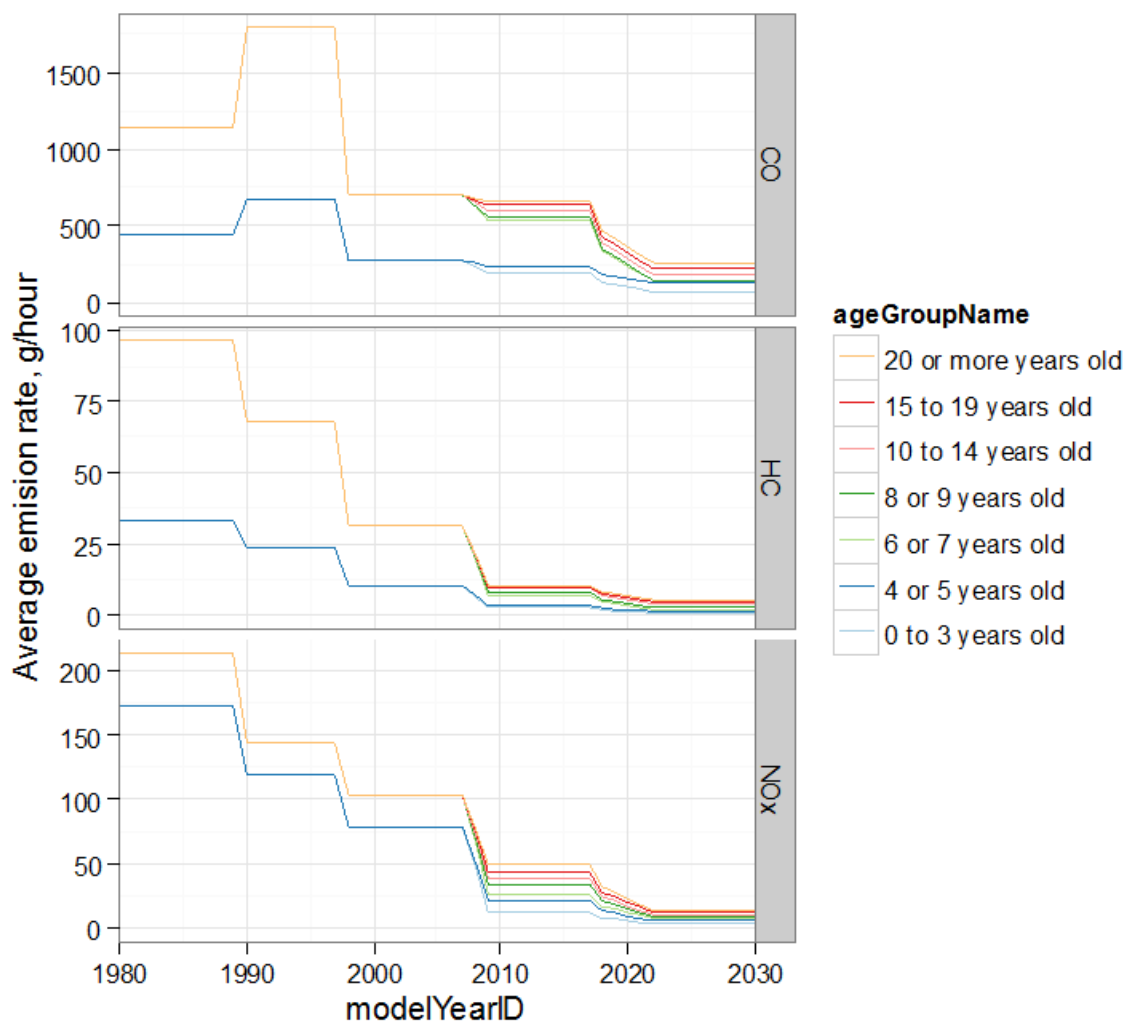 1500
1000
500
0
CO
100
75
50
25
0
HC
200
150
100
50
0
NOx
1980
1990
2000
2010
2020
2030
modelYearID
Average emision rate, g/hour
ageGroupName
20 or more years old
15 to 19 years old
10 to 14 years old
8 or 9 years old
6 or 7 years old
4 or 5 years old
0 to 3 years old